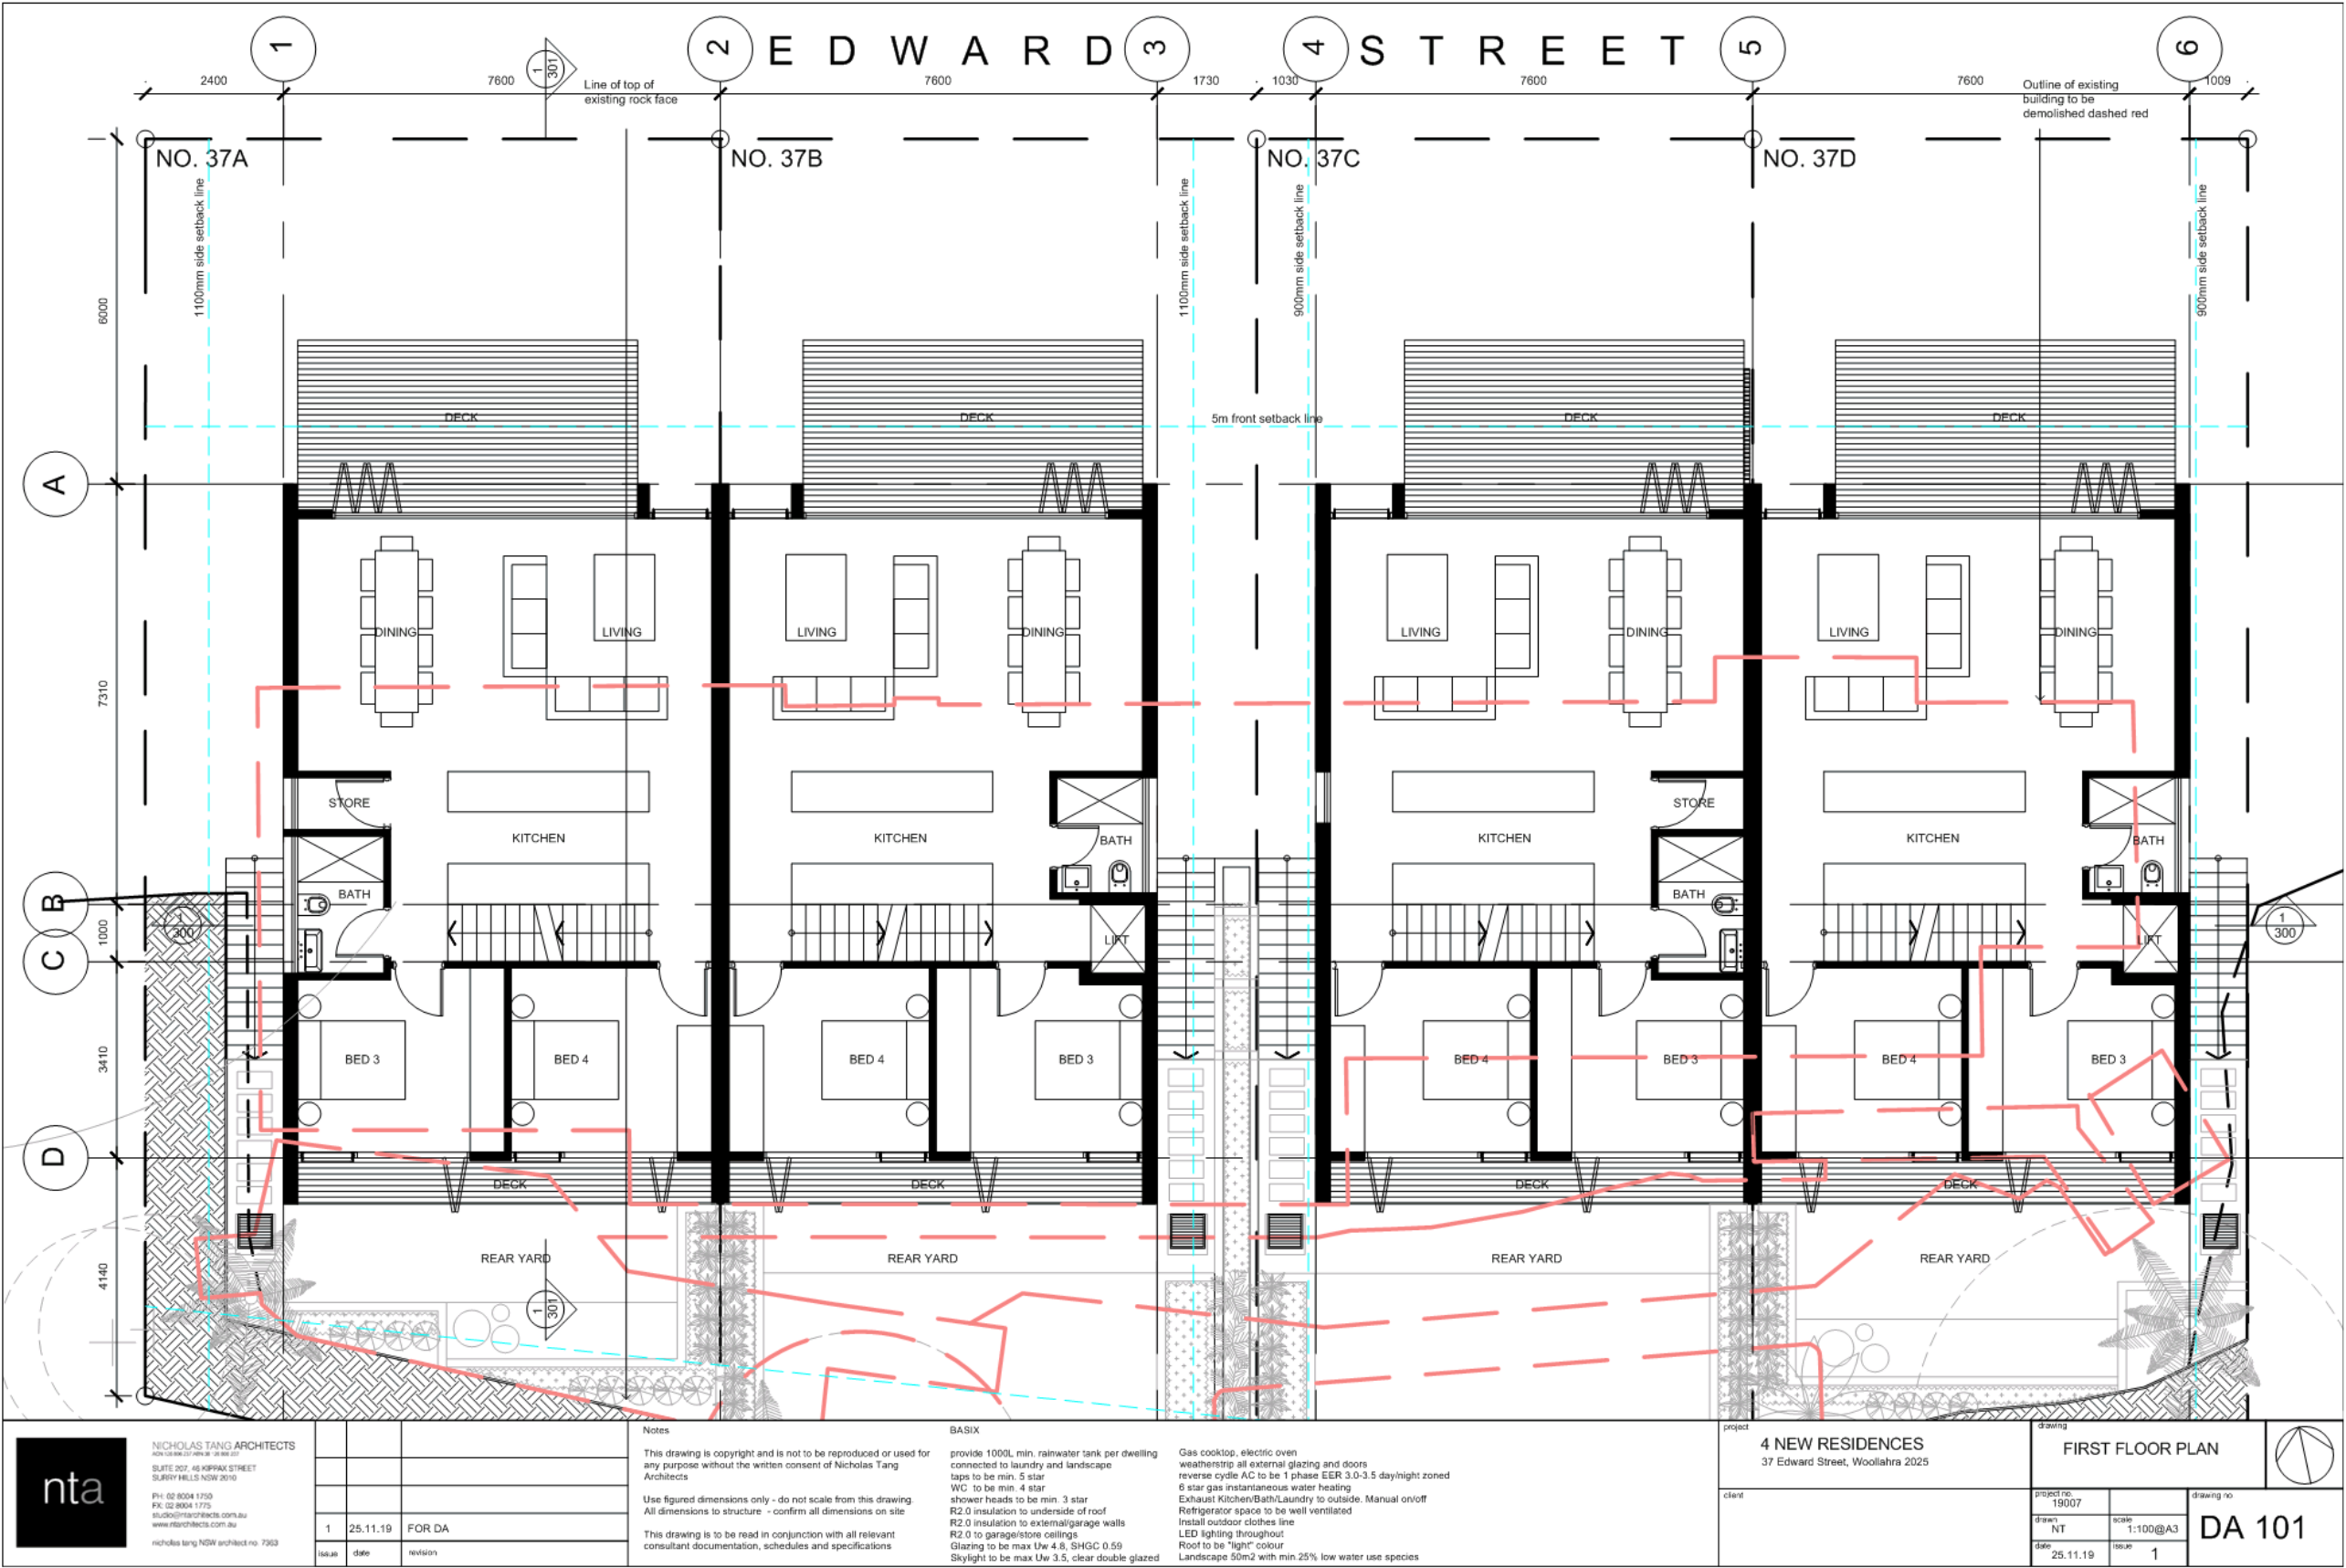 1
2
EDWARD
3
4
STREET
5
6
2400
7600
1
301
Line of top of
existing rock face
7600
1730
1030
7600
7600
Outline of existing
building to be
demolished dashed red
1009
NO. 37A
NO. 37B
NO. 37C
NO. 37D
1100mm side setback line
1100mm side setback line
900mm side setback line
900mm side setback line
6000
DECK
DECK
5m front setback line
DECK
DECK
A
DINING
LIVING
LIVING
DINING
LIVING
DINING
LIVING
DINING
7310
STORE
STORE
KITCHEN
KITCHEN
BATH
KITCHEN
KITCHEN
BATH
BATH
BATH
B
1
300
1
300
1000
LIFT
LIFT
C
BED 3
BED 4
BED 4
BED 3
BED 4
BED 3
BED 4
BED 3
3410
D
DECK
DECK
DECK
DECK
REAR YARD
REAR YARD
REAR YARD
REAR YARD
4140
1
301
nta
NICHOLAS TANG ARCHITECTS
SUITE 207, 46 KIPPAX STREET
SURRY HILLS NSW 2010
PH: 02 8004 1750
FX: 02 8004 1775
studio@ntarchitects.com.au
www.ntarchitects.com.au
nicholas tang NSW architect no. 7363
1
25.11.19
FOR DA
issue
date
revision
Notes
This drawing is copyright and is not to be reproduced or used for
any purpose without the written consent of Nicholas Tang
Architects
Use figured dimensions only - do not scale from this drawing.
All dimensions to structure - confirm all dimensions on site
This drawing is to be read in conjunction with all relevant
consultant documentation, schedules and specifications
BASIX
provide 1000L min. rainwater tank per dwelling
connected to laundry and landscape
taps to be min. 5 star
WC to be min. 4 star
shower heads to be min. 3 star
R2.0 insulation to underside of roof
R2.0 insulation to external/garage walls
R2.0 to garage/store ceilings
Glazing to be max Uw 4.8, SHGC 0.59
Skylight to be max Uw 3.5, clear double glazed
Gas cooktop, electric oven
weatherstrip all external glazing and doors
reverse cycle AC to be 1 phase EER 3.0-3.5 day/night zoned
6 star gas instantaneous water heating
Exhaust Kitchen/Bath/Laundry to outside. Manual on/off
Refrigerator space to be well ventilated
Install outdoor clothes line
LED lighting throughout
Roof to be "light" colour
Landscape 50m2 with min.25% low water use species
project
4 NEW RESIDENCES
37 Edward Street, Woollahra 2025
client
drawing
FIRST FLOOR PLAN
project no.
19007
drawn
NT
scale
1:100@A3
date
25.11.19
issue
1
drawing no
DA 101